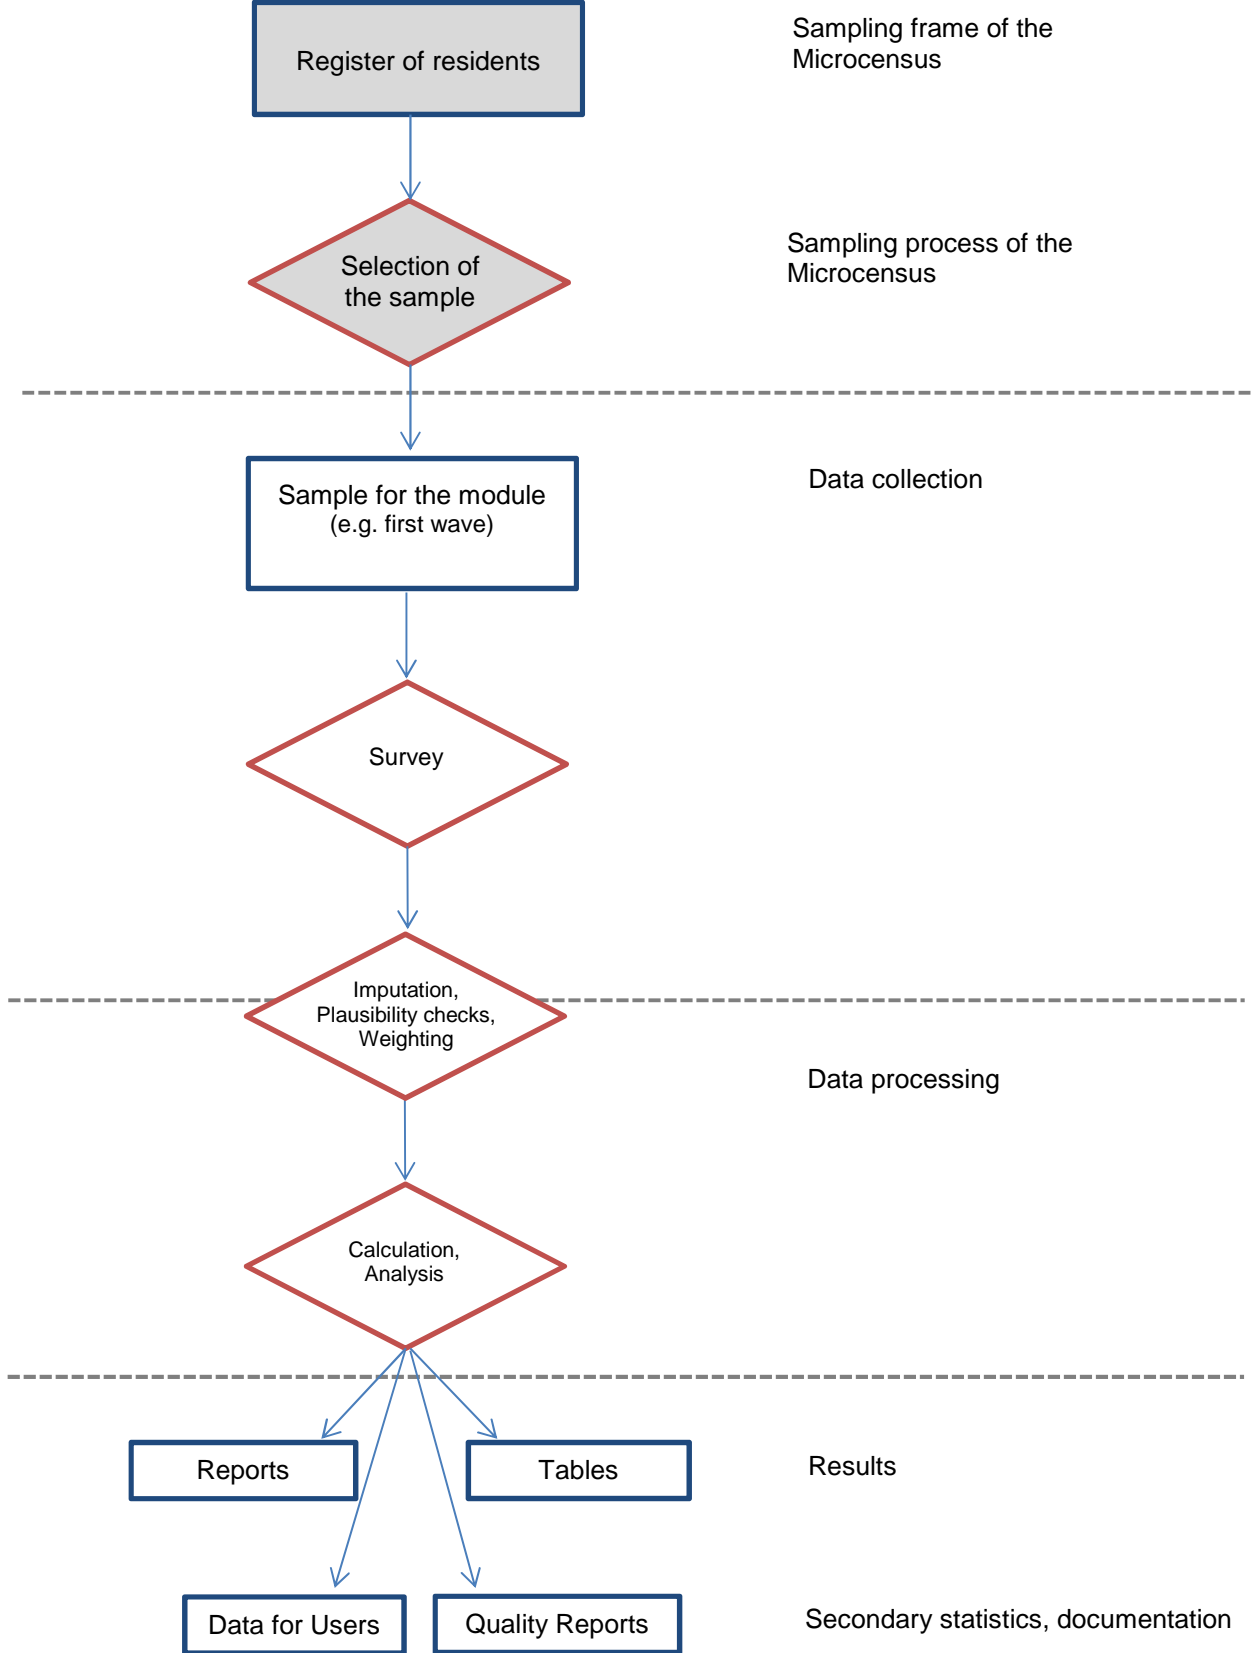 Register of residents
Sampling frame of the
Microcensus
Selection of
the sample
Sampling process of the
Microcensus
Sample for the module
(e.g. first wave)
Data collection
Survey
Imputation,
Plausibility checks,
Weighting
Data processing
Calculation,
Analysis
Reports
Tables
Results
Data for Users
Quality Reports
Secondary statistics, documentation